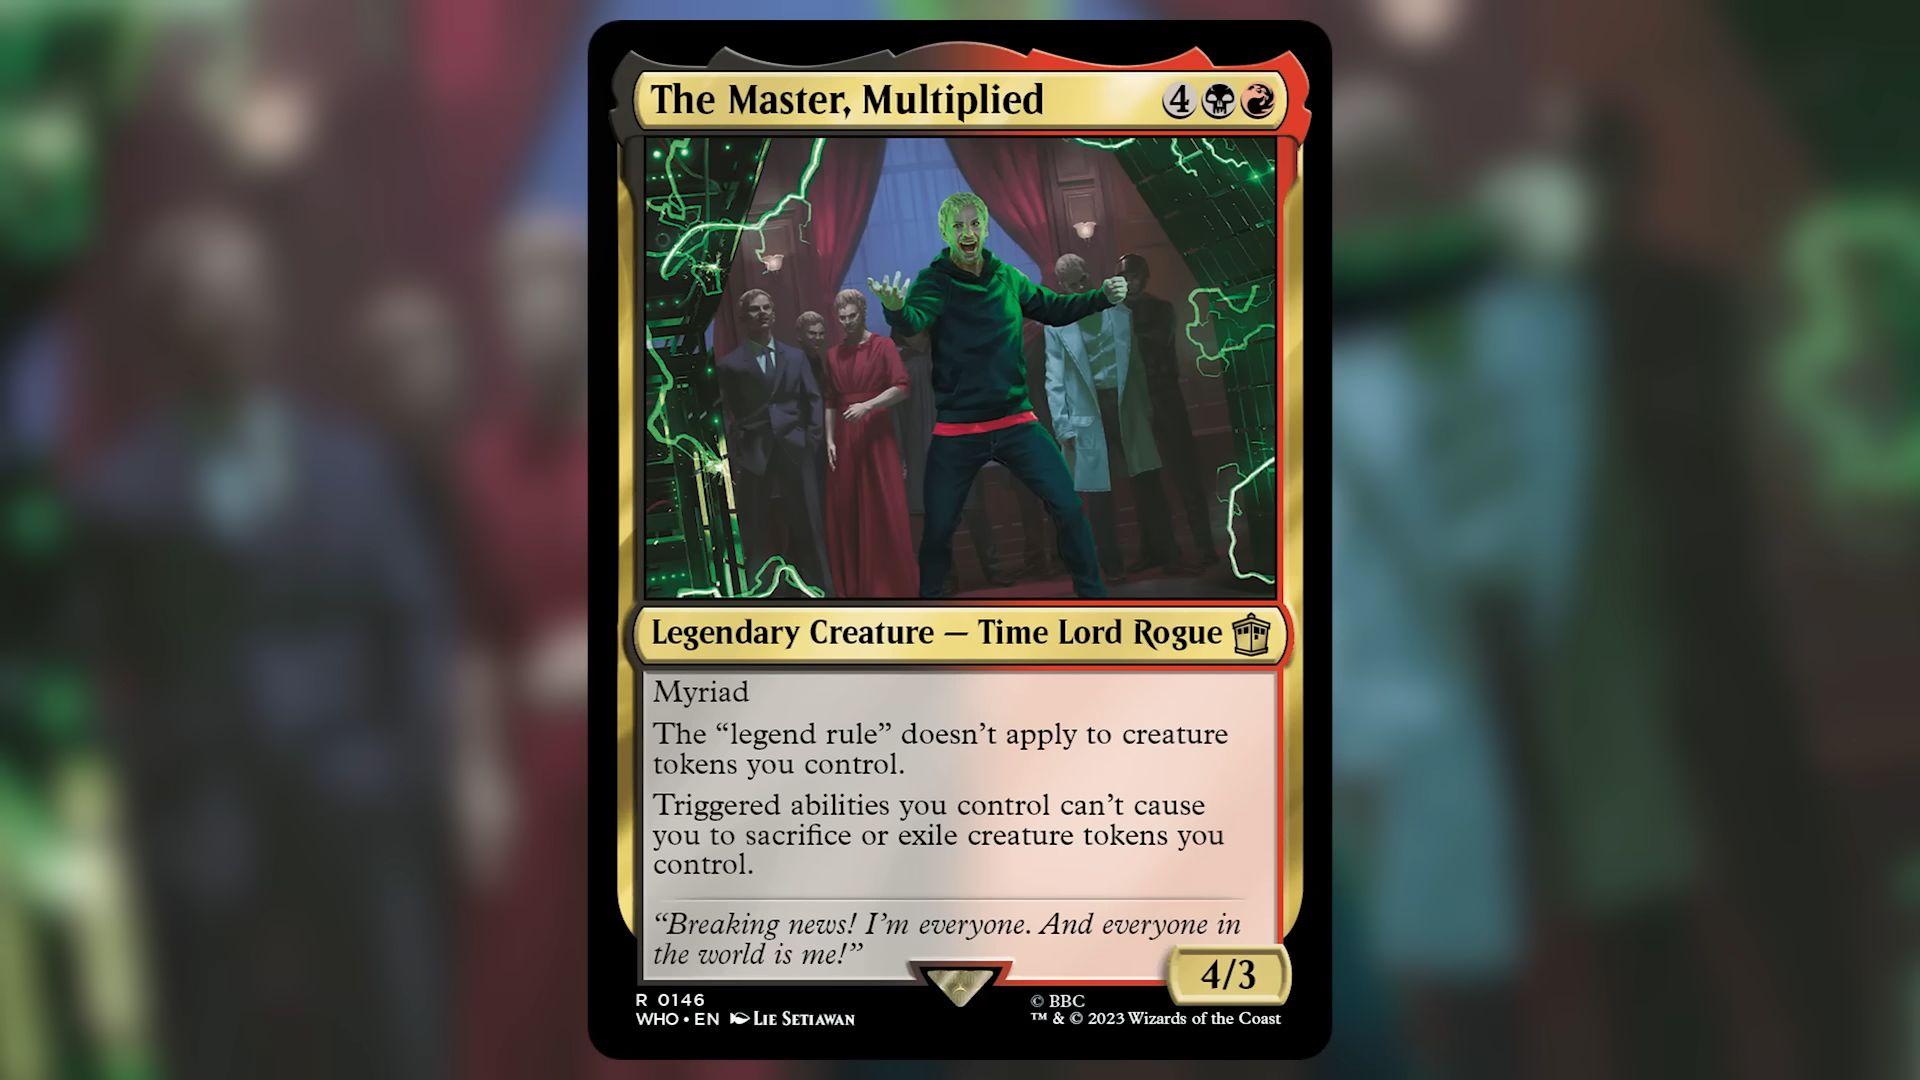 The Master, Multiplied 4
Legendary Creature — Time Lord Rogue
Myriad
The “legend rule” doesn’t apply to creature
tokens you control.
Triggered abilities you control can’t cause
you to sacrifice or exile creature tokens you
control.
“Breaking news! I’m everyone. And everyone in
the world is me!”
4/3
R 0146
WHO • EN Lie Setiawan
© BBC
™ & © 2023 Wizards of the Coast